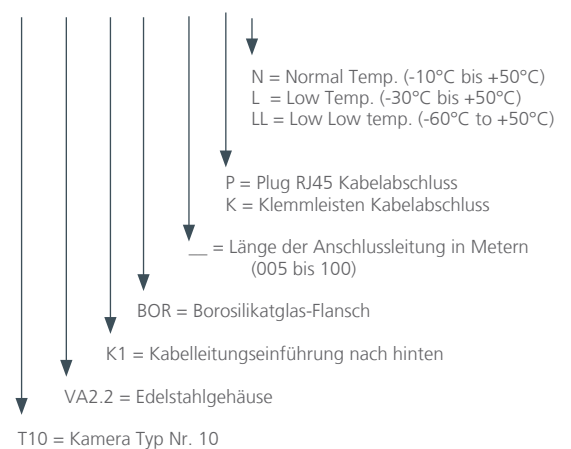 N = Normal Temp. (-10°C bis +50°C)
L = Low Temp. (-30°C bis +50°C)
LL = Low Low temp. (-60°C to +50°C)
P = Plug RJ45 Kabelabschluss
K = Klemmleisten Kabelabschluss
__ = Länge der Anschlussleitung in Metern
(005 bis 100)
BOR = Borosilikatglas-Flansch
K1 = Kabelleitungseinführung nach hinten
VA2.2 = Edelstahlgehäuse
T10 = Kamera Typ Nr. 10